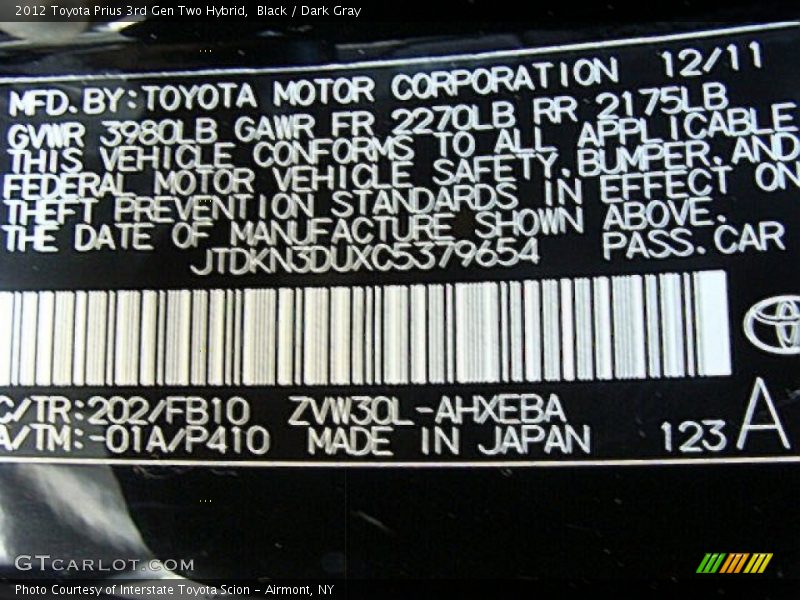 2012 Toyota Prius 3rd Gen Two Hybrid, Black / Dark Gray
MFD.BY:TOYOTA MOTOR CORPORATION 12/11
GVWR 3980LB GAWR FR 2270LB RR 2175LB
THIS VEHICLE CONFORMS TO ALL APPLICABLE
FEDERAL MOTOR VEHICLE SAFETY,BUMPER,AND
THEFT PREVENTION STANDARDS IN EFFECT ON
THE DATE OF MANUFACTURE SHOWN ABOVE.
JTDKN3DUXC5379654 PASS.CAR
C/TR:202/FB10 ZVW30L-AHXEBA
A/TM:-01A/P410 MADE IN JAPAN 123 A
GTcarlot.com
Photo Courtesy of Interstate Toyota Scion - Airmont, NY